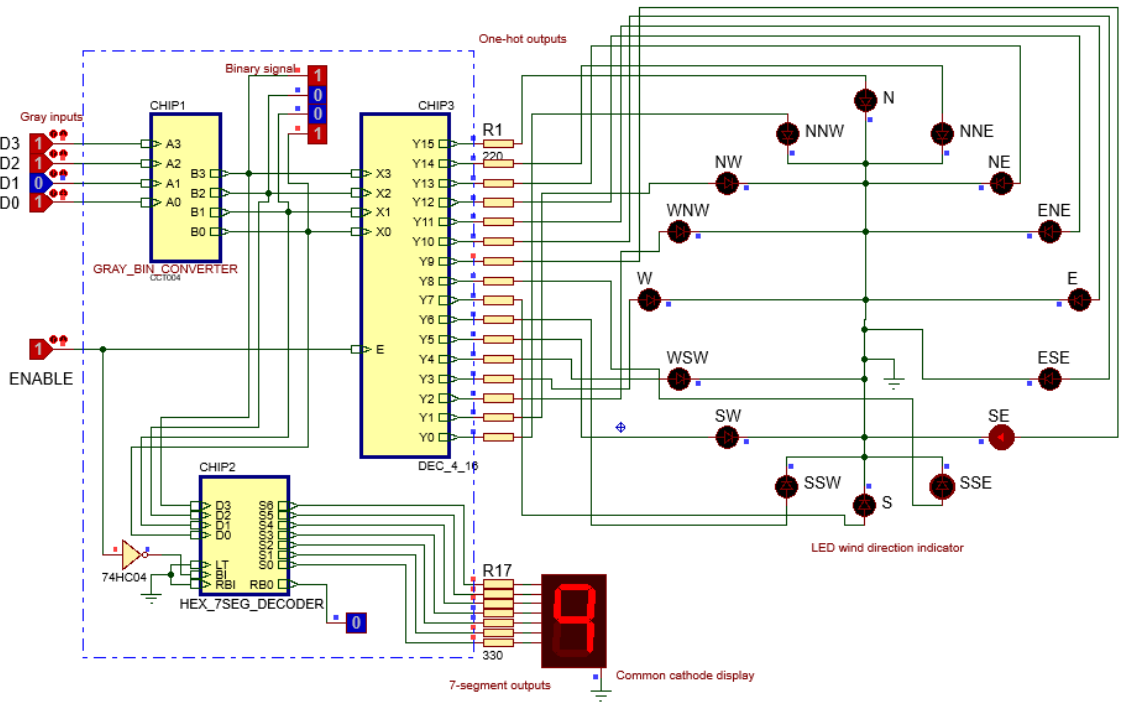 One-hot outputs
Binary signal
1
0
0
1
Gray inputs
D3 1
D2 1
D1 0
D0 1
CHIP1
A3
A2
A1
A0
B3
B2
B1
B0
GRAY_BIN_CONVERTER
CCT004
CHIP3
X3
X2
X1
X0
E
Y15
Y14
Y13
Y12
Y11
Y10
Y9
Y8
Y7
Y6
Y5
Y4
Y3
Y2
Y1
Y0
DEC_4_16
R1
220
N
NNW
NNE
NW
NE
WNW
ENE
W
E
WSW
ESE
SW
SE
SSW
S
SSE
LED wind direction indicator
1
ENABLE
CHIP2
D3
D2
D1
D0
LT
BI
RBI
S6
S5
S4
S3
S2
S1
S0
RB0
HEX_7SEG_DECODER
74HC04
0
R17
330
9
7-segment outputs
Common cathode display